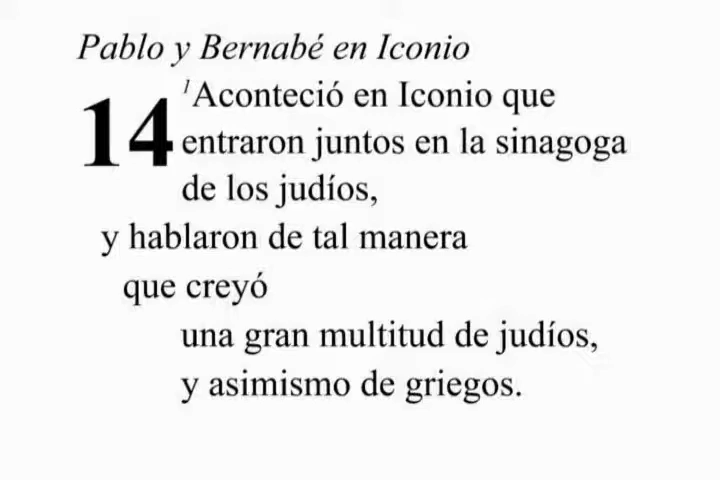 Pablo y Bernabé en Iconio
14 ¹Aconteció en Iconio que
entraron juntos en la sinagoga
de los judíos,
y hablaron de tal manera
que creyó
una gran multitud de judíos,
y asimismo de griegos.